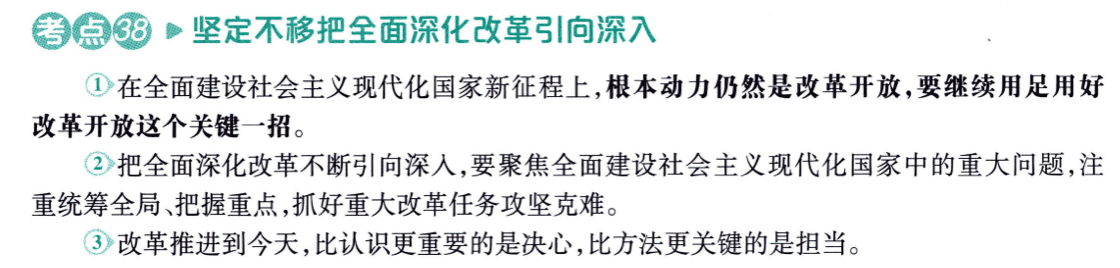 考点38 ▶ 坚定不移把全面深化改革引向深入
①在全面建设社会主义现代化国家新征程上,根本动力仍然是改革开放,要继续用足用好
改革开放这个关键一招。
②把全面深化改革不断引向深入,要聚焦全面建设社会主义现代化国家中的重大问题,注
重统筹全局、把握重点,抓好重大改革任务攻坚克难。
③改革推进到今天,比认识更重要的是决心,比方法更关键的是担当。